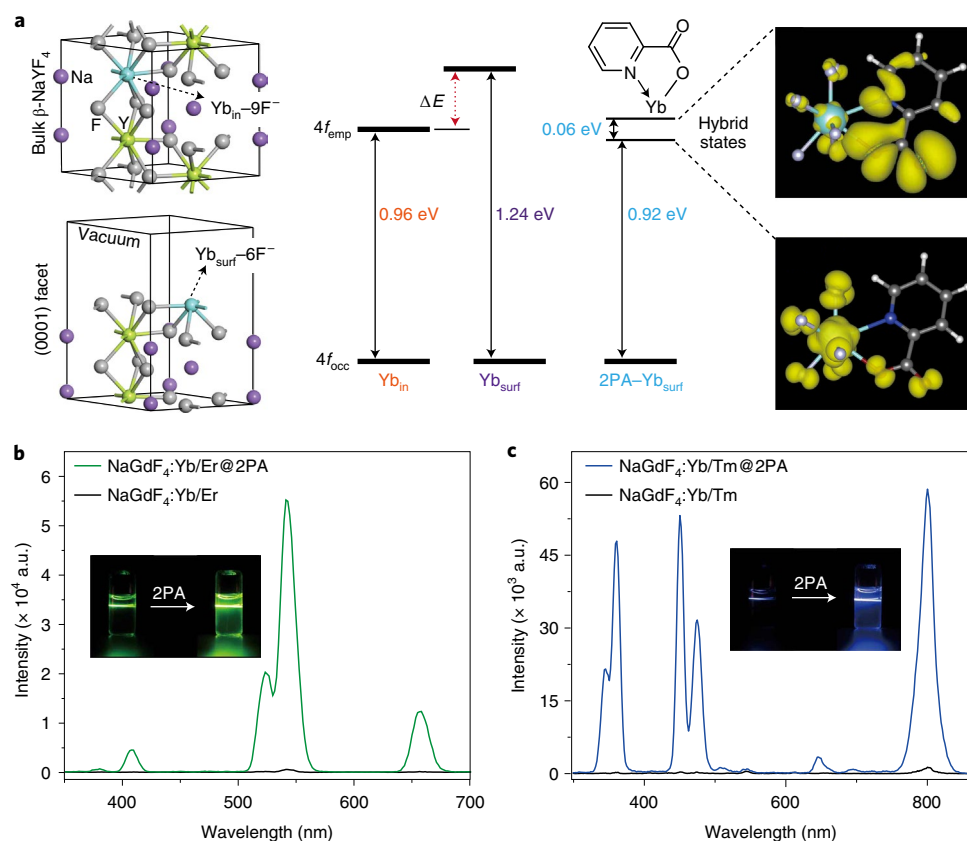 a
Bulk β-NaYF₄
Na
F
Y
Yb_in–9F⁻
(0001) facet
Vacuum
Yb_surf–6F⁻
4f_emp
ΔE
0.96 eV
1.24 eV
0.06 eV
0.92 eV
4f_occ
Yb_in
Yb_surf
2PA–Yb_surf
N
O
O
Yb
Hybrid
states
b
NaGdF₄:Yb/Er@2PA
NaGdF₄:Yb/Er
2PA
Intensity (× 10⁴ a.u.)
6
5
4
3
2
1
0
400
500
600
700
Wavelength (nm)
c
NaGdF₄:Yb/Tm@2PA
NaGdF₄:Yb/Tm
2PA
Intensity (× 10³ a.u.)
60
45
30
15
0
400
600
800
Wavelength (nm)